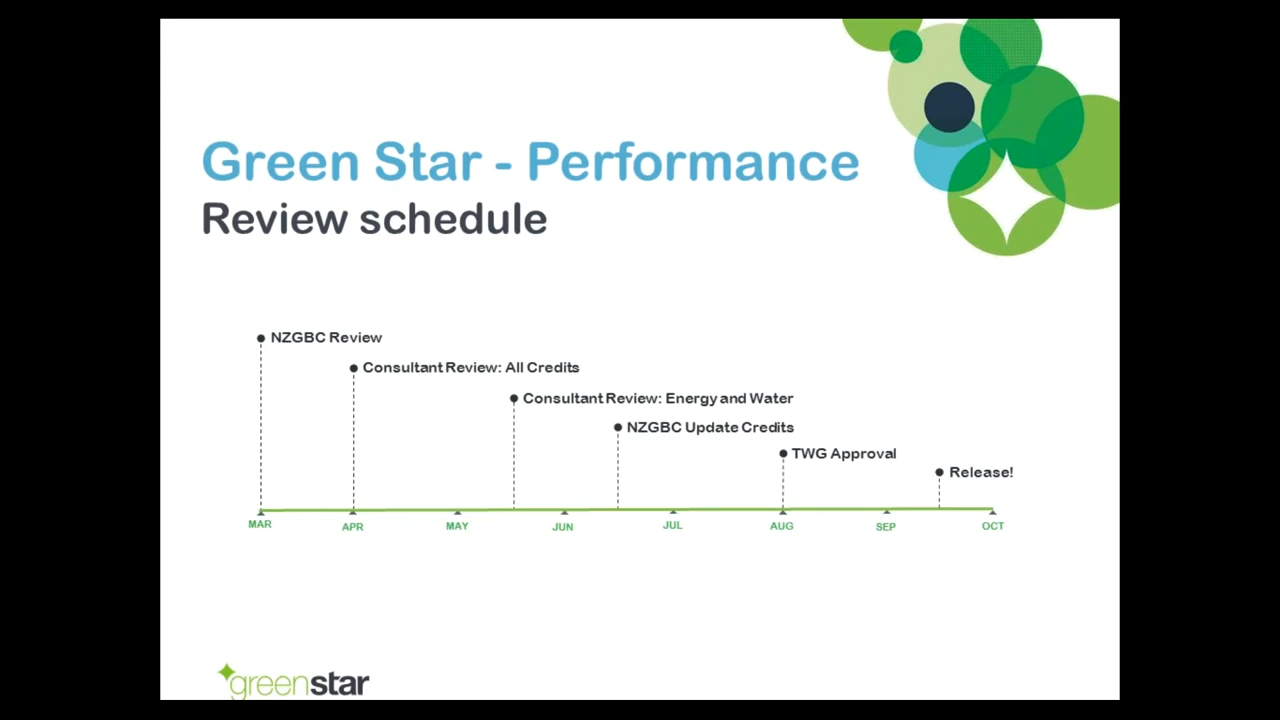 Green Star - Performance
Review schedule
NZGBC Review
Consultant Review: All Credits
Consultant Review: Energy and Water
NZGBC Update Credits
TWG Approval
Release!
MAR APR MAY JUN JUL AUG SEP OCT
greenstar